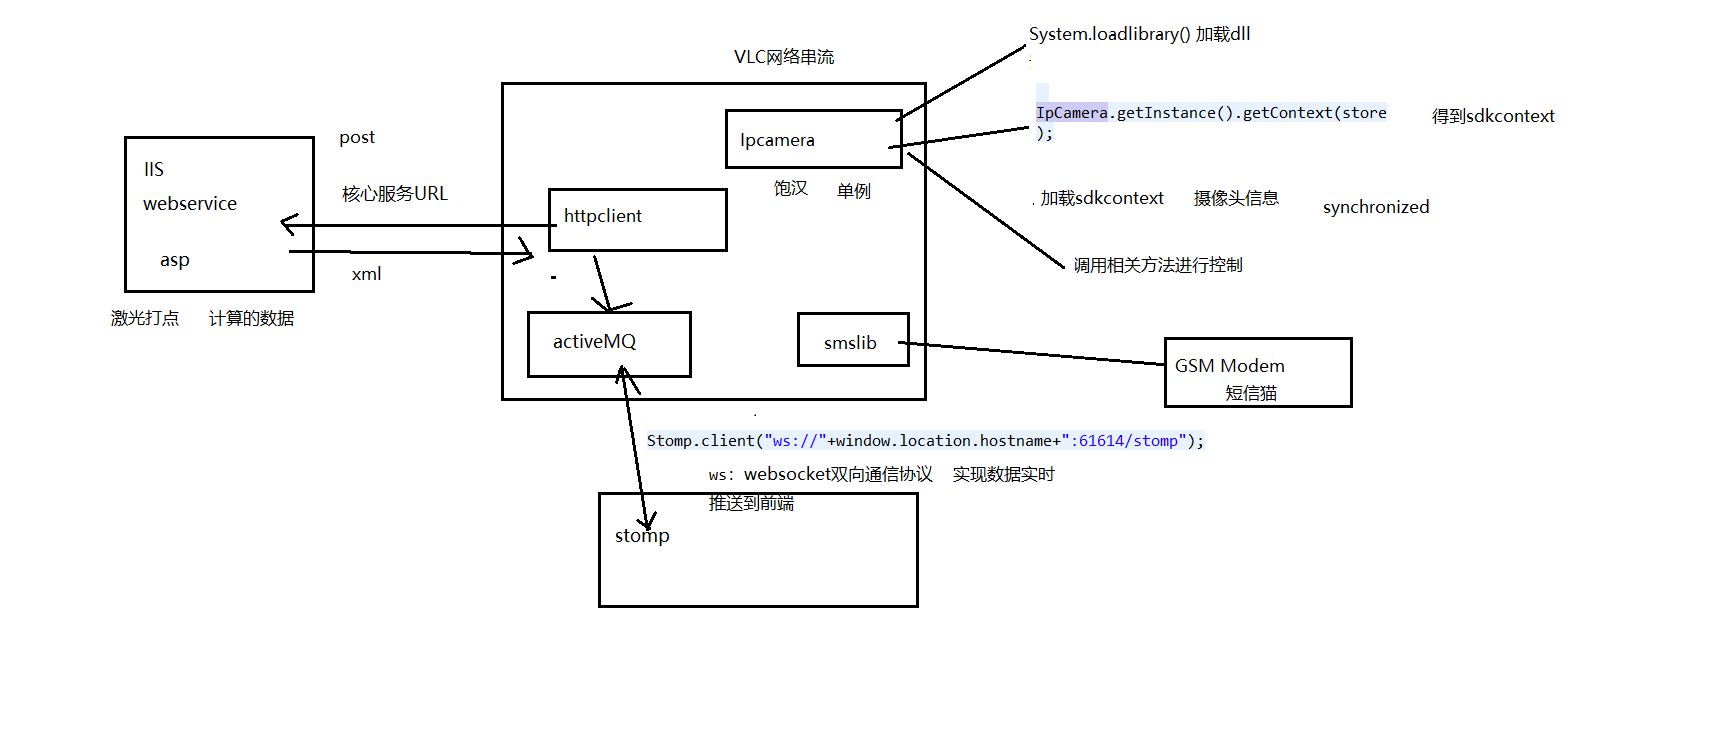 System.loadlibrary() 加载dll
VLC网络串流
IpCamera.getInstance().getContext(store
);
得到sdkcontext
Ipcamera
饱汉 单例
加载sdkcontext 摄像头信息 synchronized
调用相关方法进行控制
post
IIS
webservice
asp
核心服务URL
httpclient
xml
激光打点 计算的数据
activeMQ
smslib
GSM Modem
短信猫
Stomp.client("ws://"+window.location.hostname+":61614/stomp");
ws：websocket双向通信协议 实现数据实时
推送到前端
stomp